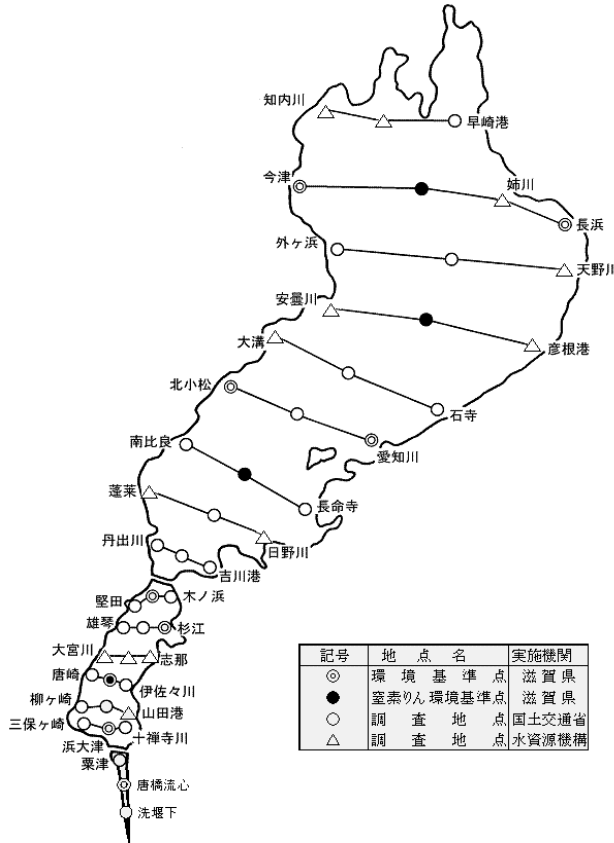 知内川
早崎港
今津
姉川
長浜
外ヶ浜
天野川
安曇川
大溝
彦根港
北小松
石寺
南比良
愛知川
蓬莱
長命寺
丹出川
日野川
吉川港
堅田
木ノ浜
雄琴
杉江
大宮川
志那
唐崎
伊佐々川
柳ヶ崎
山田港
三保ヶ崎
十禅寺川
浜大津
粟津
唐橋流心
洗堰下
記号 地点名 実施機関
◎ 環境基準点 滋賀県
● 窒素りん環境基準点 滋賀県
○ 調査地点 国土交通省
△ 調査地点 水資源機構